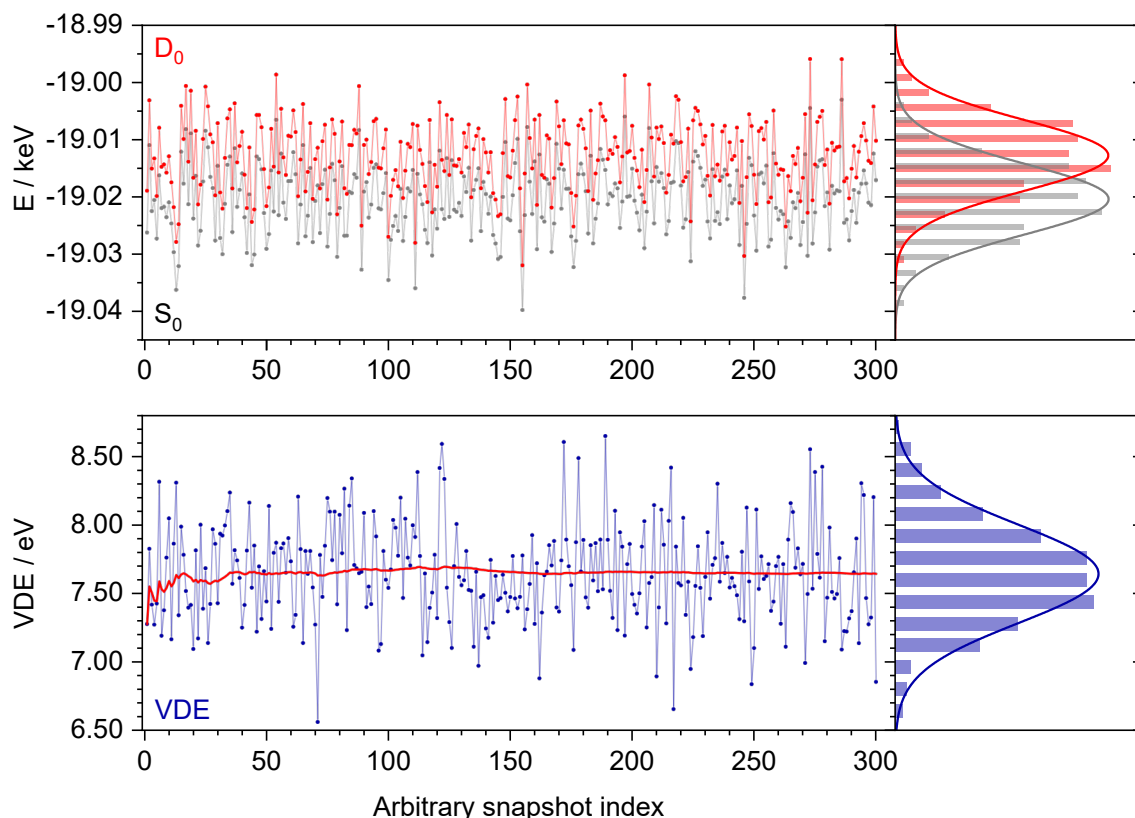 -18.99
-19.00
-19.01
-19.02
-19.03
-19.04
E / keV
D₀
S₀
0 50 100 150 200 250 300
8.50
8.00
7.50
7.00
6.50
VDE / eV
VDE
0 50 100 150 200 250 300
Arbitrary snapshot index